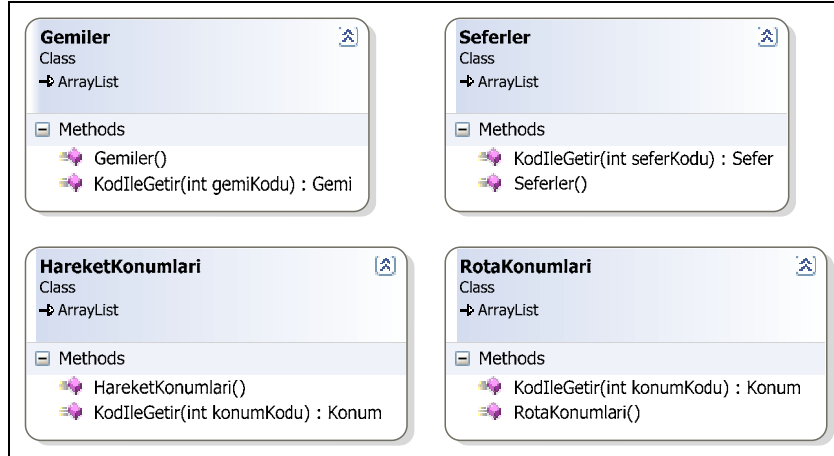 Gemiler
Class
ArrayList
Methods
Gemiler()
KodIleGetir(int gemiKodu) : Gemi
Seferler
Class
ArrayList
Methods
KodIleGetir(int seferKodu) : Sefer
Seferler()
HareketKonumlari
Class
ArrayList
Methods
HareketKonumlari()
KodIleGetir(int konumKodu) : Konum
RotaKonumlari
Class
ArrayList
Methods
KodIleGetir(int konumKodu) : Konum
RotaKonumlari()